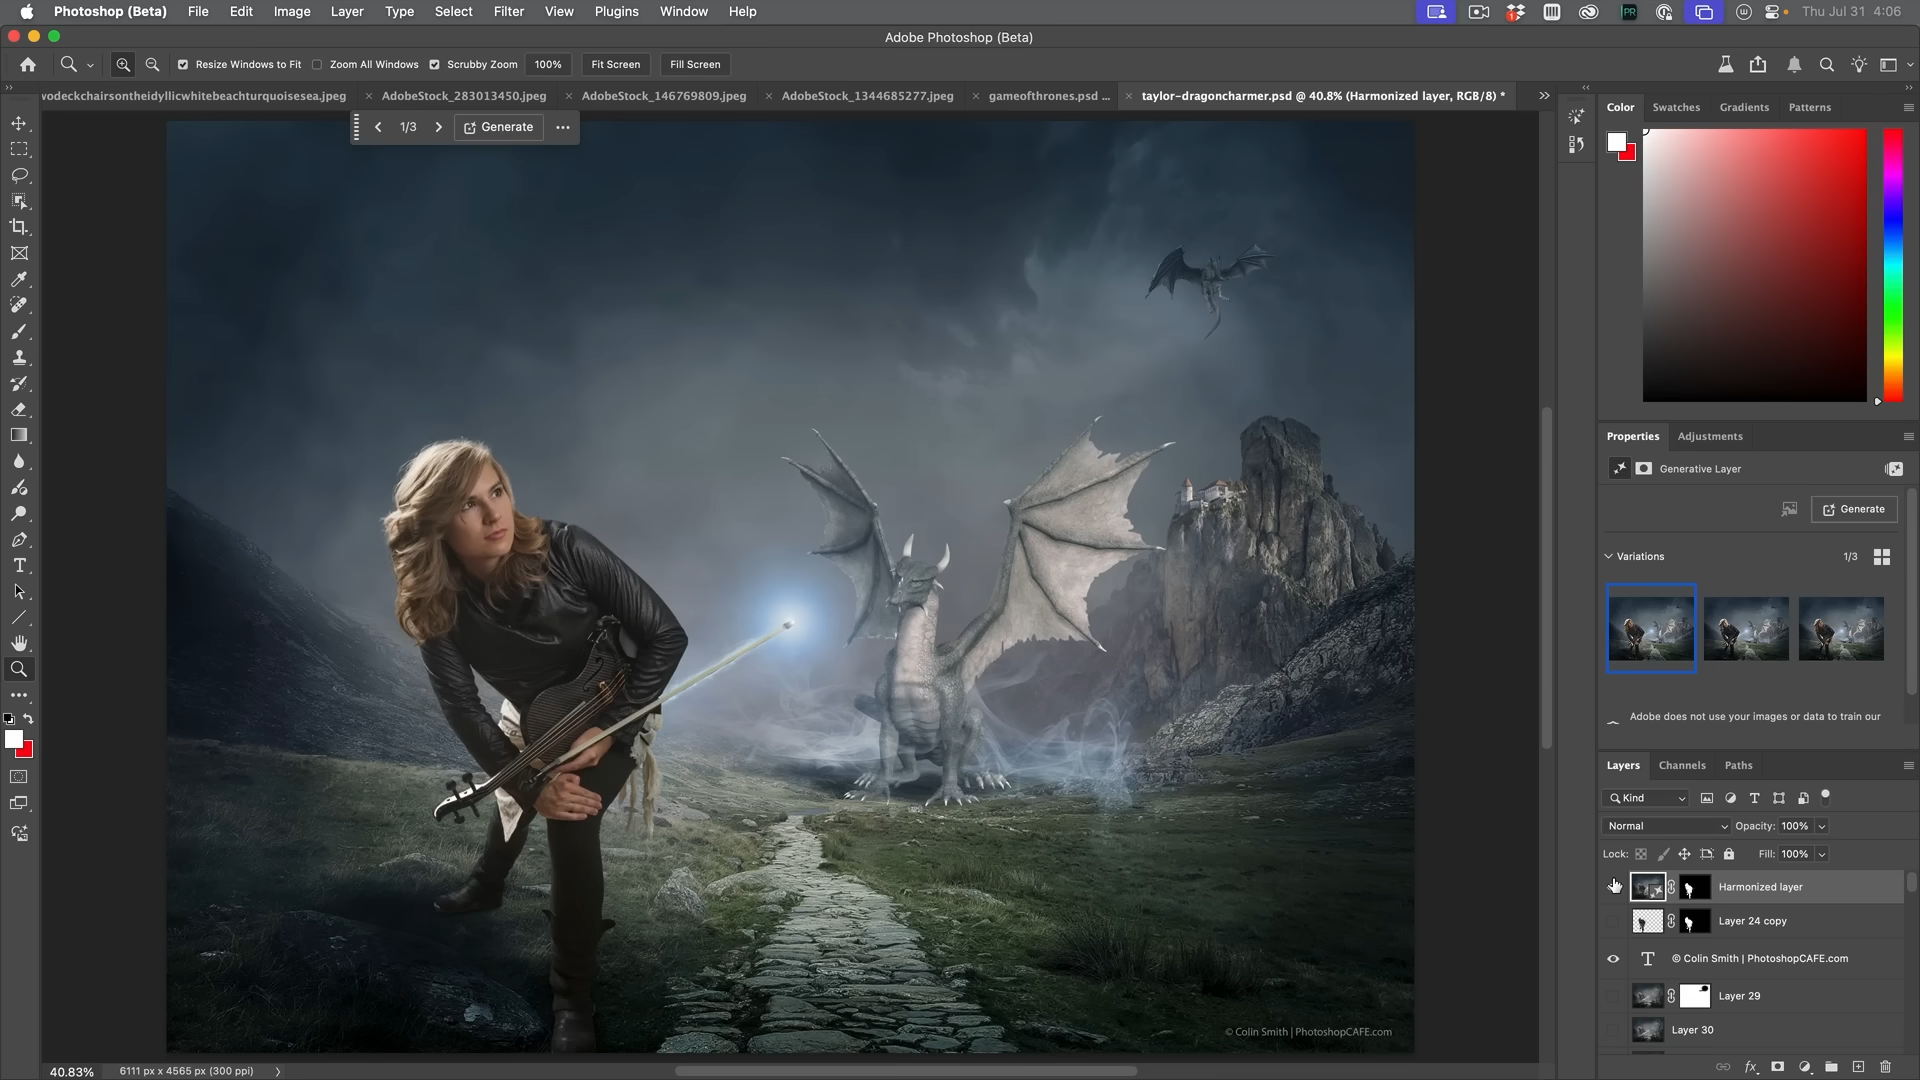 Photoshop (Beta) File Edit Image Layer Type Select Filter View Plugins Window Help Thu Jul 31 4:06
Adobe Photoshop (Beta)
Resize Windows to Fit Zoom All Windows Scrubby Zoom 100% Fit Screen Fill Screen
vodeckchairsontheidyllicwhitebeachturquoisesea.jpeg AdobeStock_283013450.jpeg AdobeStock_146769809.jpeg AdobeStock_1344685277.jpeg gameofthrones.psd ... taylor-dragoncharmer.psd @ 40.8% (Harmonized layer, RGB/8) *
1/3 Generate
Color Swatches Gradients Patterns
Properties Adjustments
Generative Layer
Generate
Variations 1/3
Adobe does not use your images or data to train our
Layers Channels Paths
Kind
Normal Opacity: 100%
Lock: Fill: 100%
Harmonized layer
Layer 24 copy
© Colin Smith | PhotoshopCAFE.com
Layer 29
Layer 30
© Colin Smith | PhotoshopCAFE.com
40.83% 6111 px x 4565 px (300 ppi)